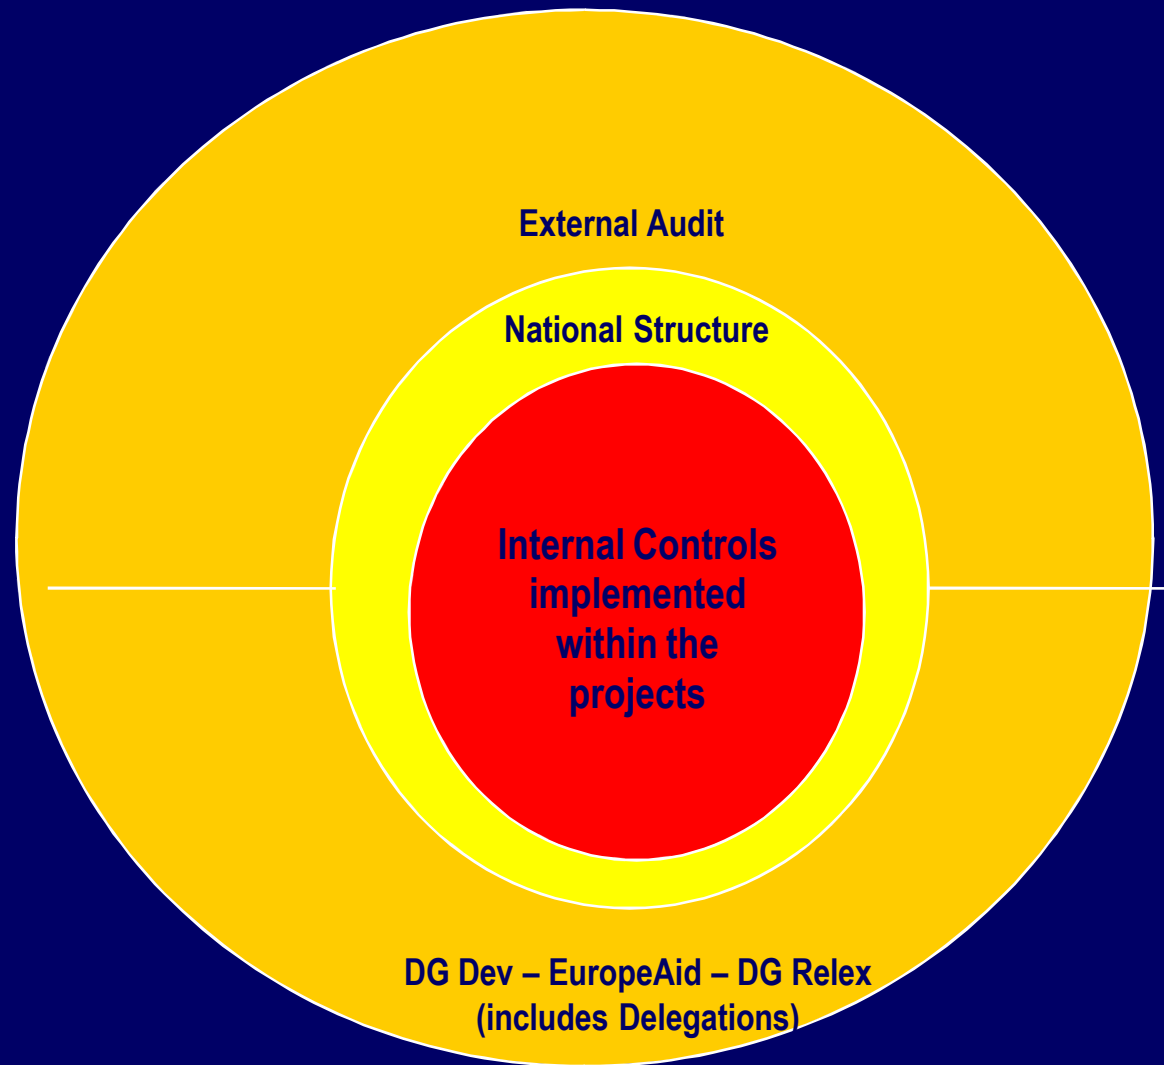 External Audit
National Structure
Internal Controls
implemented
within the
projects
DG Dev – EuropeAid – DG Relex
(includes Delegations)